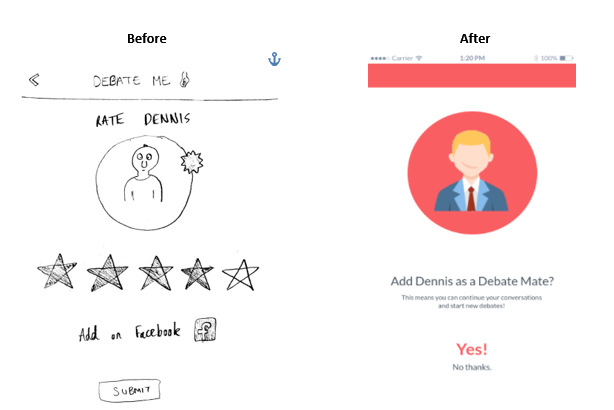 Before
DEBATE ME
RATE DENNIS
Add on Facebook f
SUBMIT
After
Carrier 1:20 PM 100%
Add Dennis as a Debate Mate?
This means you can continue your conversations
and start new debates!
Yes!
No thanks.